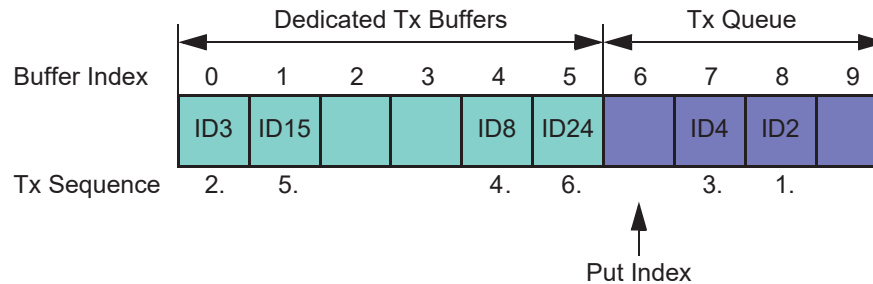 Dedicated Tx Buffers Tx Queue
Buffer Index 0 1 2 3 4 5 6 7 8 9
ID3 ID15 ID8 ID24 ID4 ID2
Tx Sequence 2. 5. 4. 6. 3. 1.
Put Index